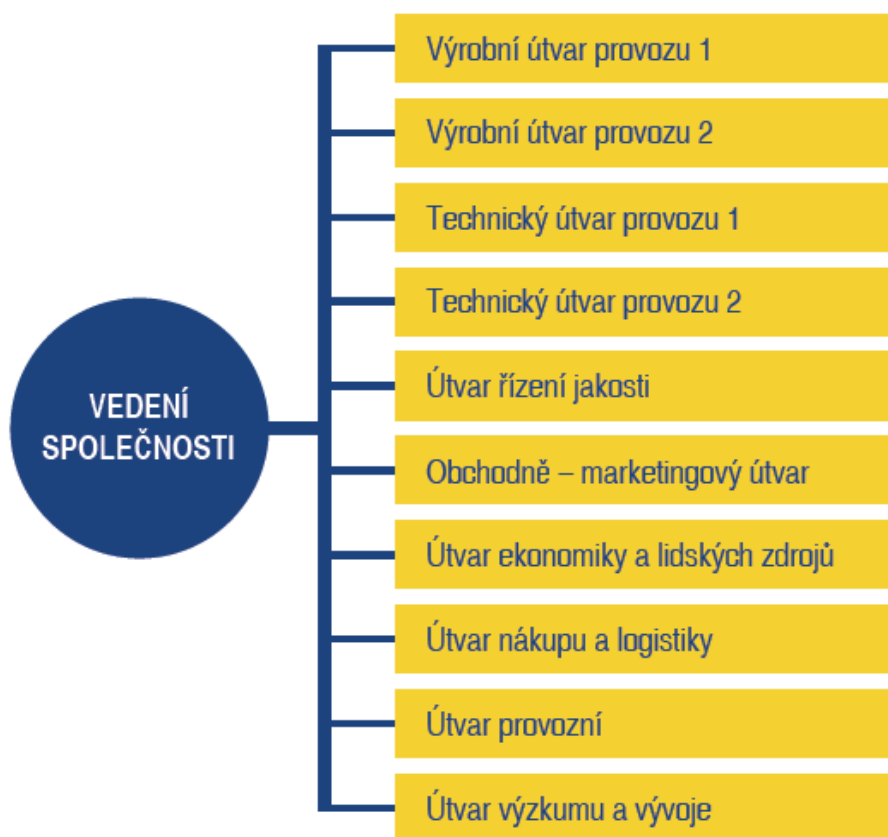 VEDENÍ
SPOLEČNOSTI
Výrobní útvar provozu 1
Výrobní útvar provozu 2
Technický útvar provozu 1
Technický útvar provozu 2
Útvar řízení jakosti
Obchodně – marketingový útvar
Útvar ekonomiky a lidských zdrojů
Útvar nákupu a logistiky
Útvar provozní
Útvar výzkumu a vývoje